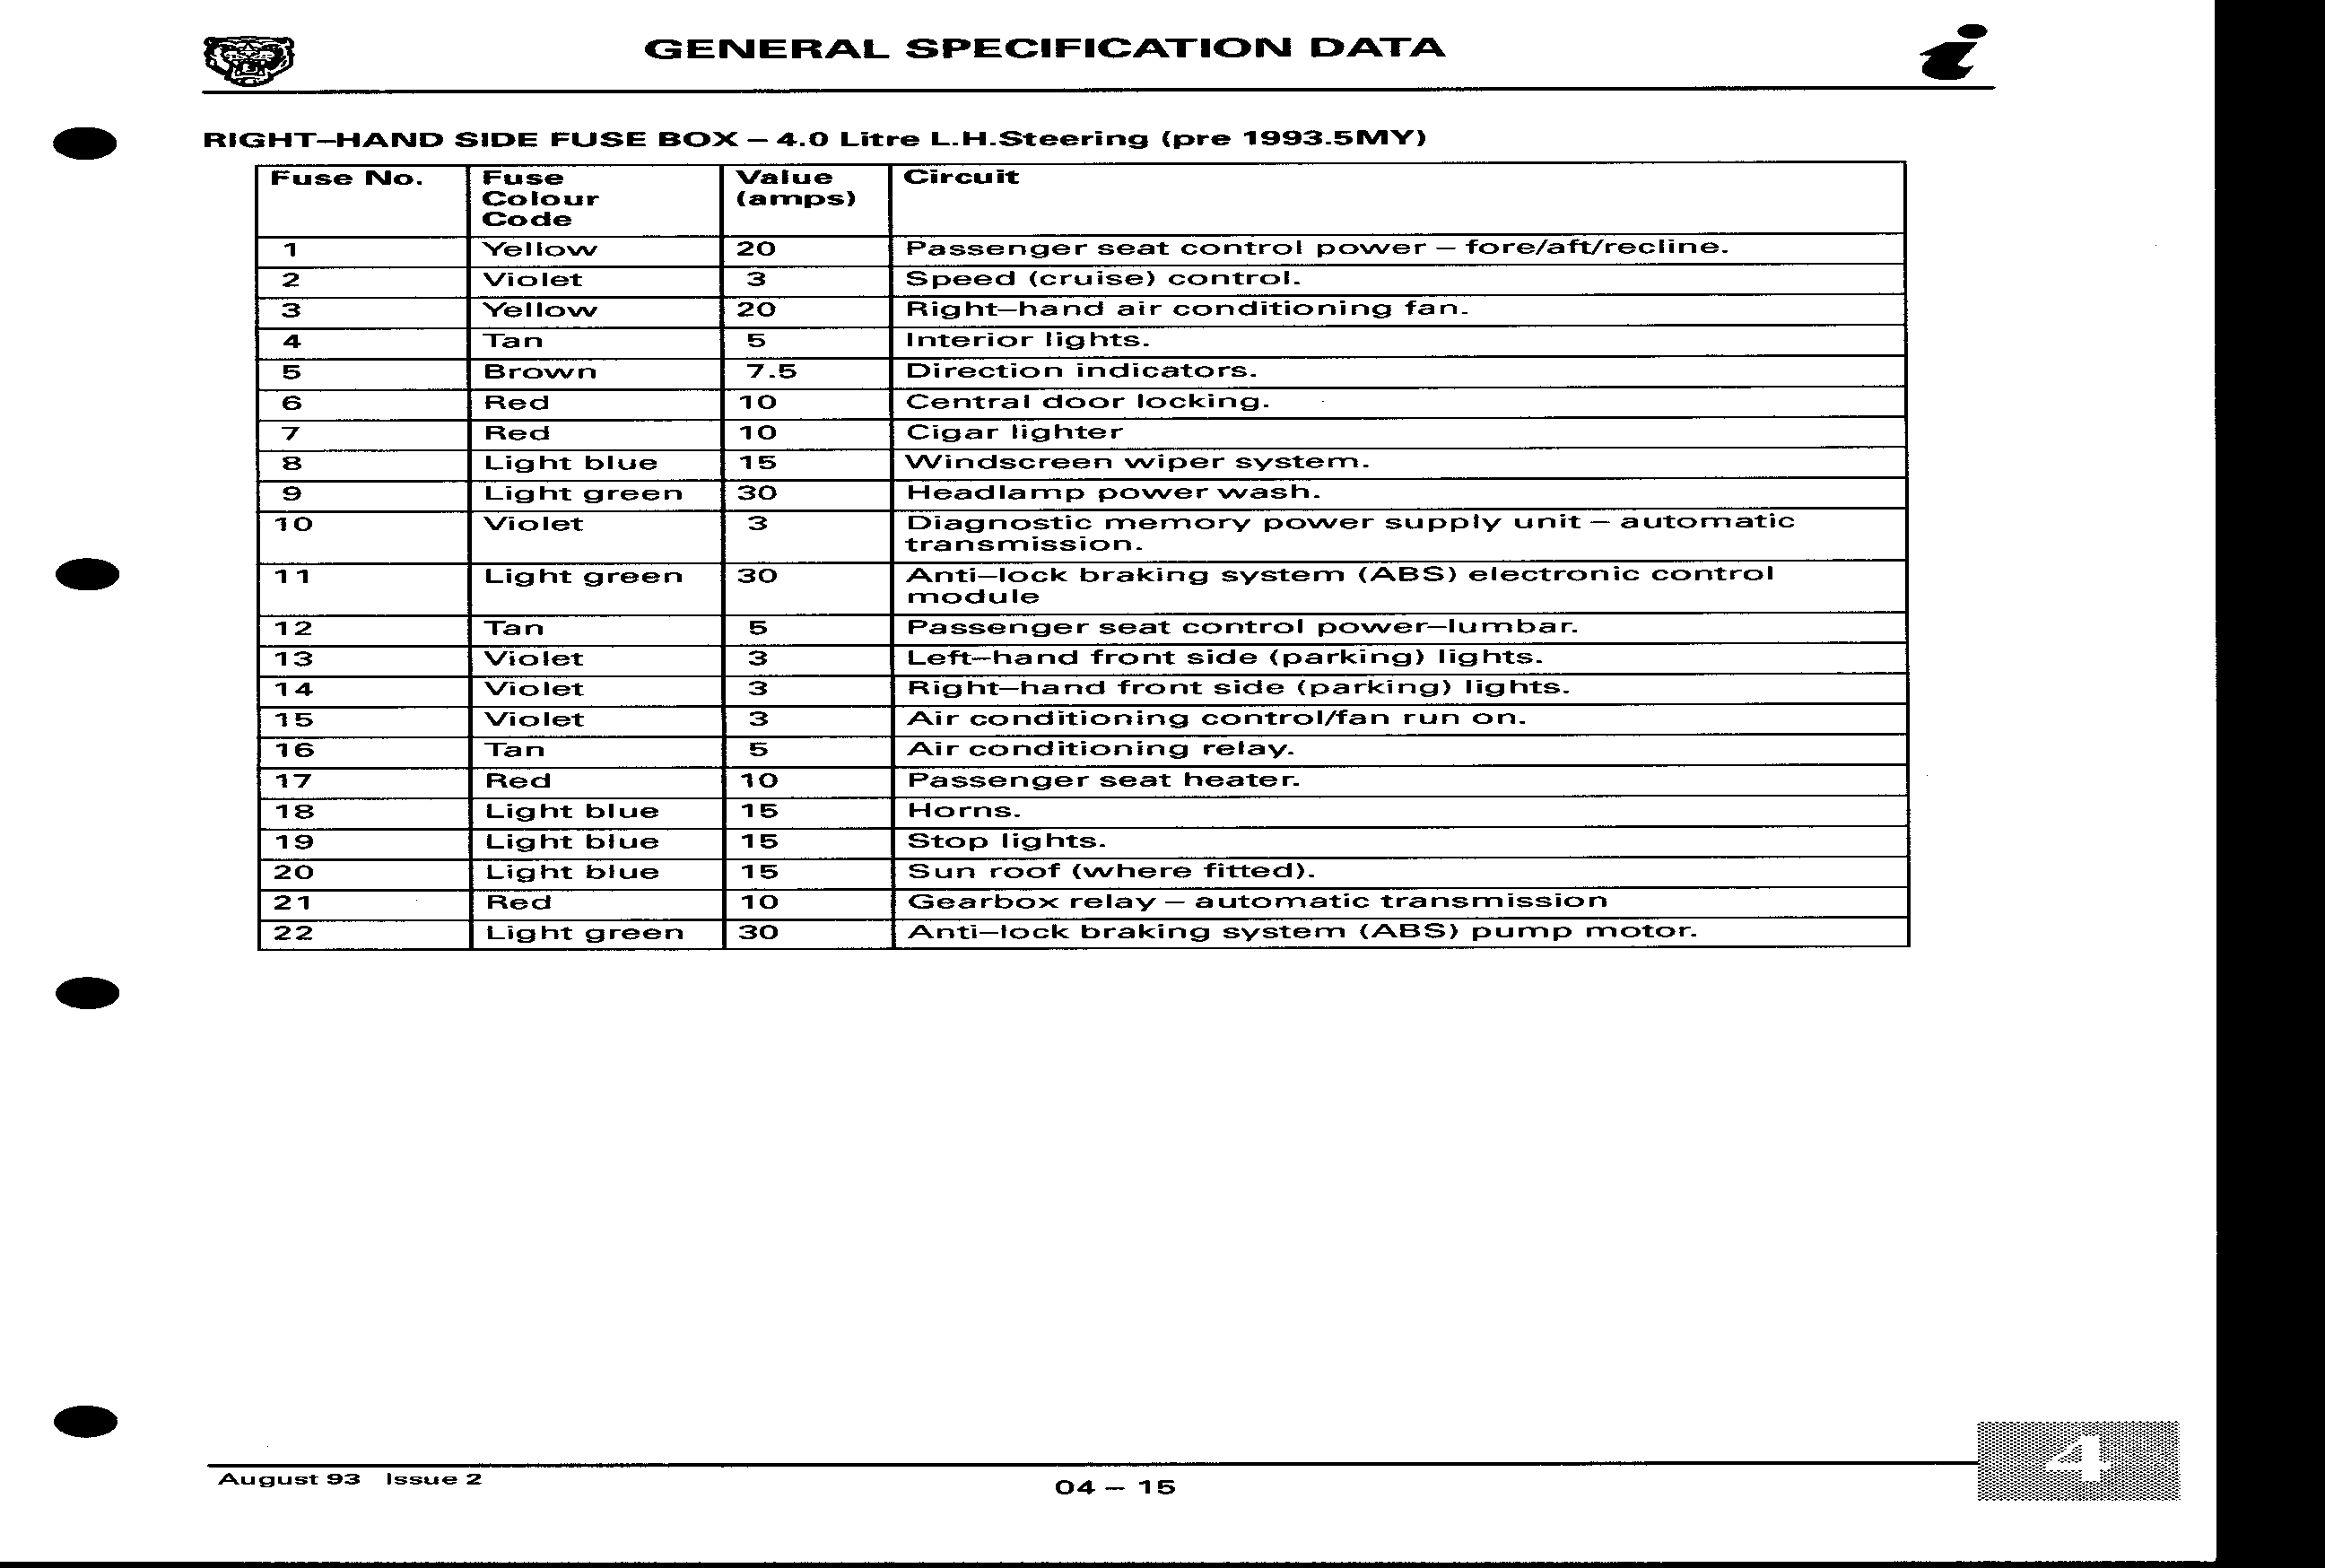 GENERAL SPECIFICATION DATA
i
RIGHT–HAND SIDE FUSE BOX – 4.0 Litre L.H.Steering (pre 1993.5MY)
Fuse No. Fuse Colour Code Value (amps) Circuit
1 Yellow 20 Passenger seat control power – fore/aft/recline.
2 Violet 3 Speed (cruise) control.
3 Yellow 20 Right–hand air conditioning fan.
4 Tan 5 Interior lights.
5 Brown 7.5 Direction indicators.
6 Red 10 Central door locking.
7 Red 10 Cigar lighter
8 Light blue 15 Windscreen wiper system.
9 Light green 30 Headlamp power wash.
10 Violet 3 Diagnostic memory power supply unit – automatic
transmission.
11 Light green 30 Anti–lock braking system (ABS) electronic control
module
12 Tan 5 Passenger seat control power–lumbar.
13 Violet 3 Left–hand front side (parking) lights.
14 Violet 3 Right–hand front side (parking) lights.
15 Violet 3 Air conditioning control/fan run on.
16 Tan 5 Air conditioning relay.
17 Red 10 Passenger seat heater.
18 Light blue 15 Horns.
19 Light blue 15 Stop lights.
20 Light blue 15 Sun roof (where fitted).
21 Red 10 Gearbox relay – automatic transmission
22 Light green 30 Anti–lock braking system (ABS) pump motor.
August 93 Issue 2
04 – 15
4